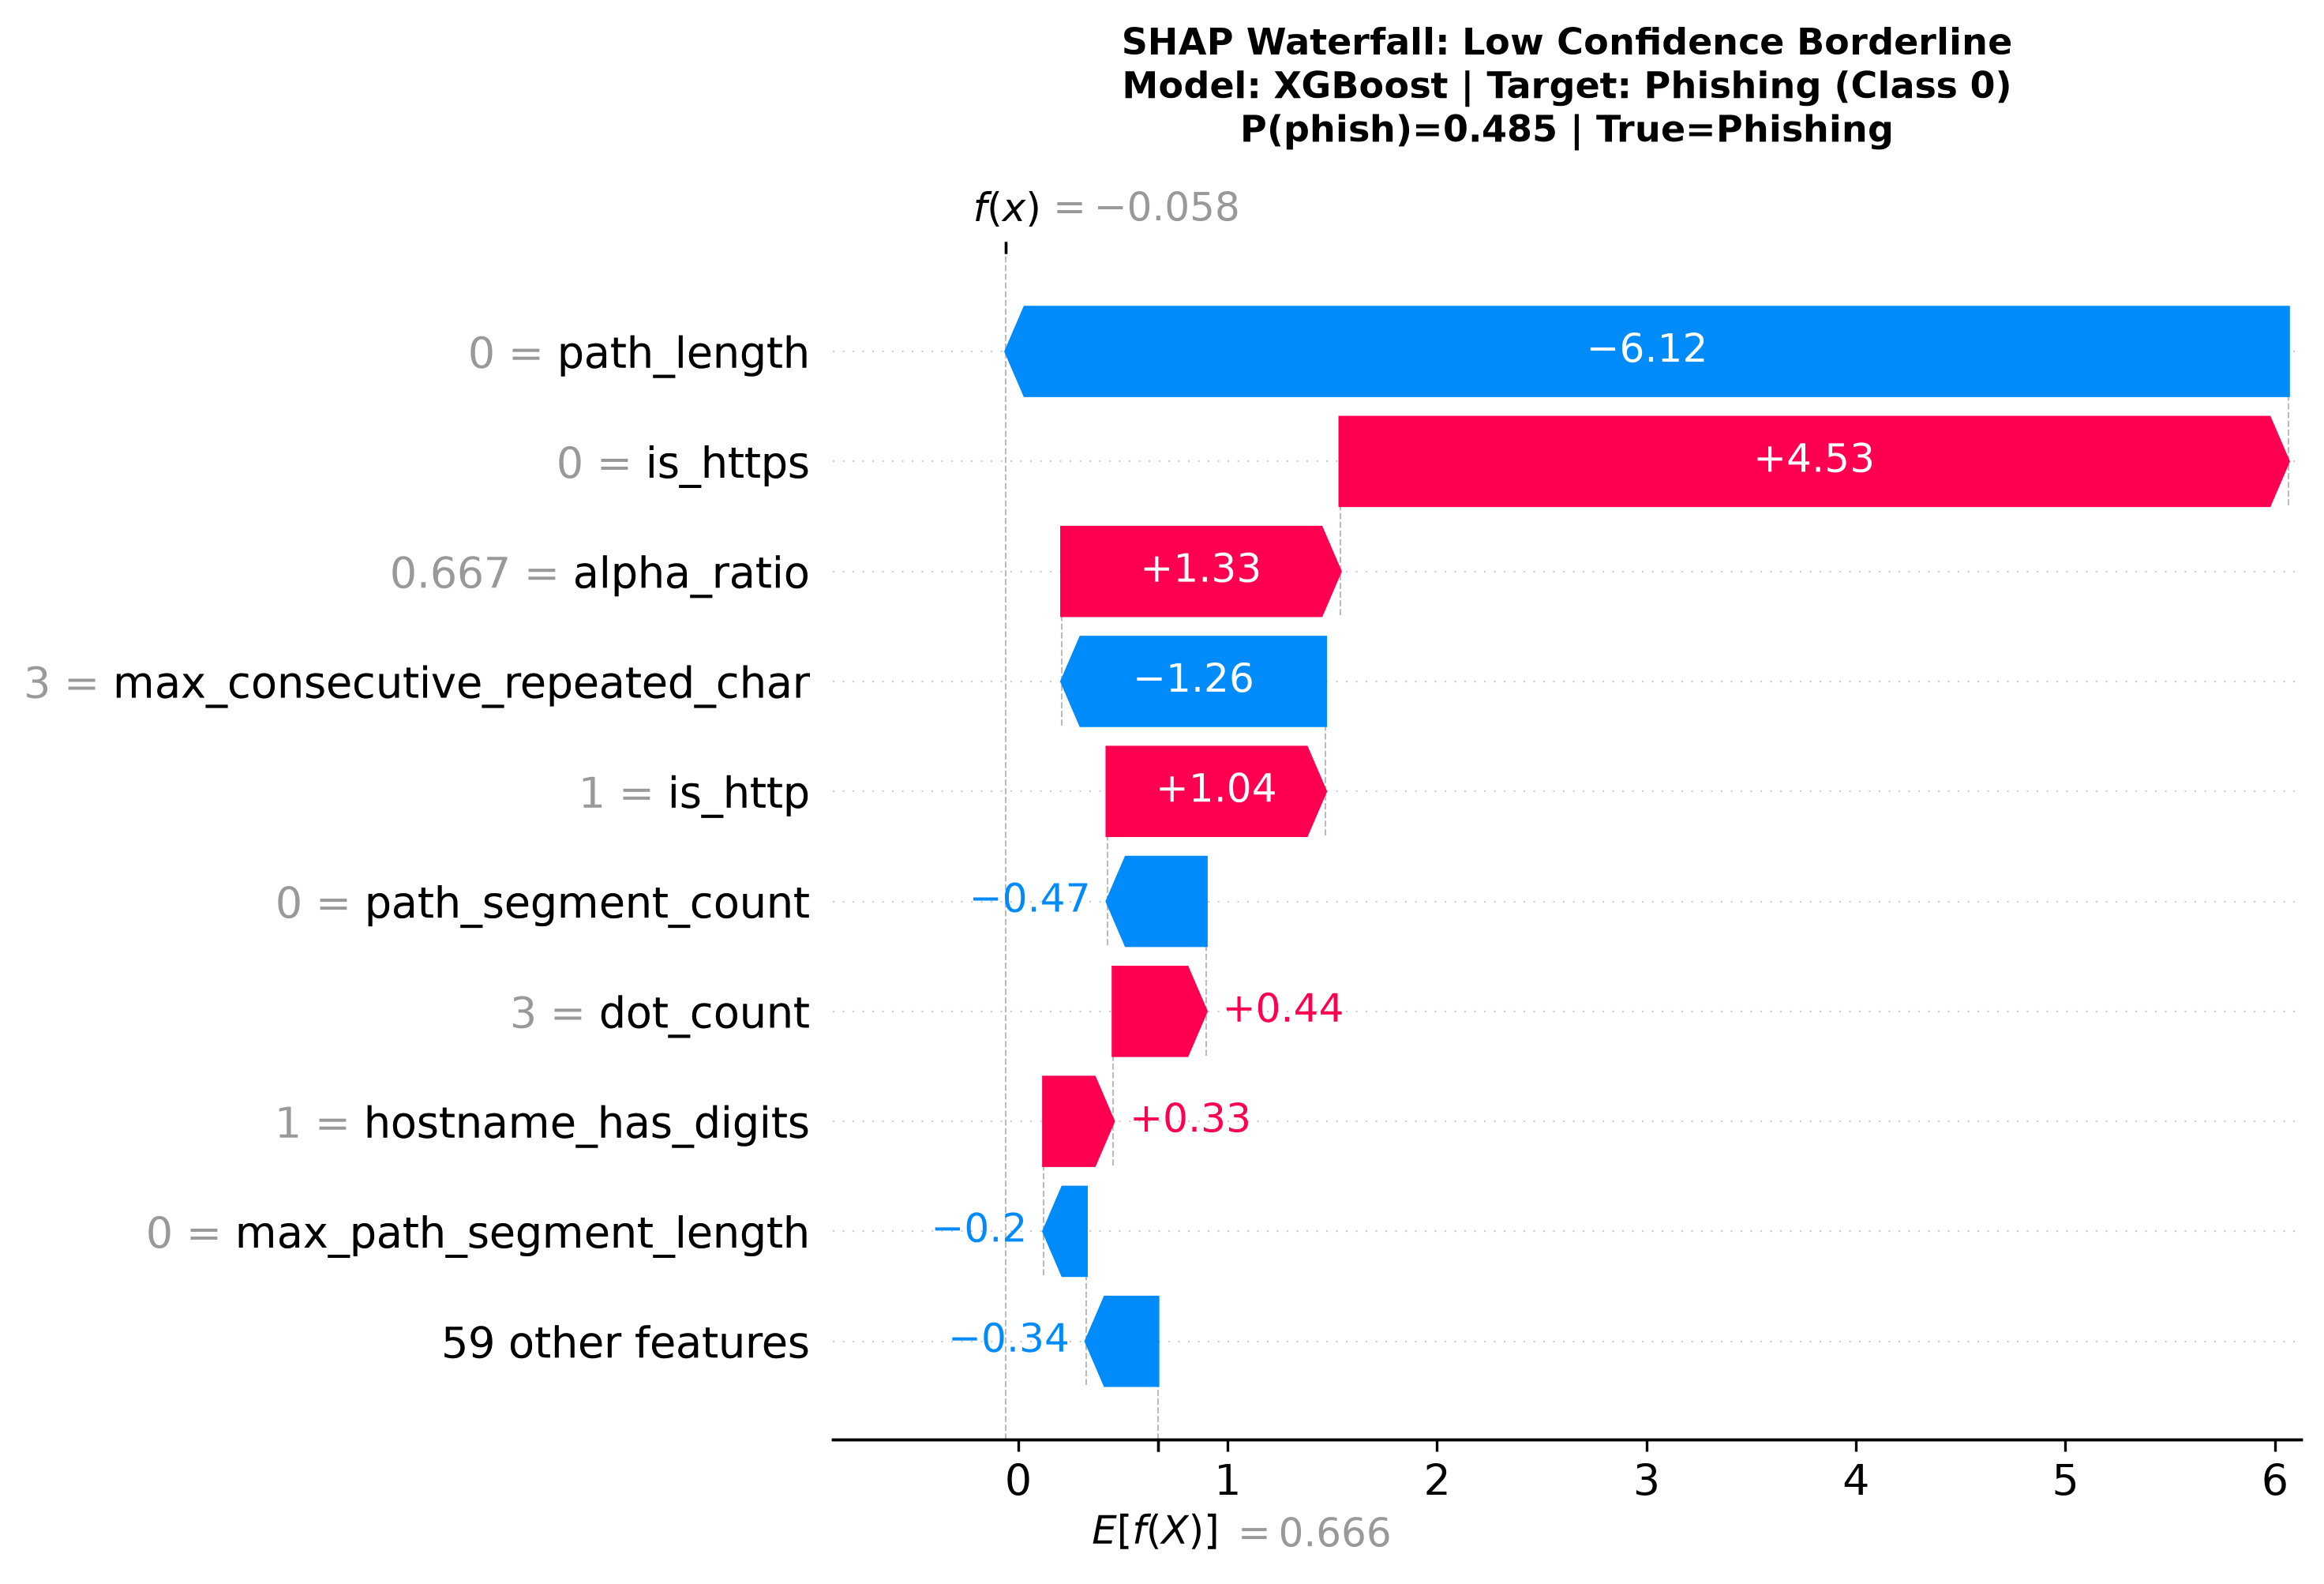 SHAP Waterfall: Low Confidence Borderline
Model: XGBoost | Target: Phishing (Class 0)
P(phish)=0.485 | True=Phishing
f(x) = −0.058
0 = path_length
−6.12
0 = is_https
+4.53
0.667 = alpha_ratio
+1.33
3 = max_consecutive_repeated_char
−1.26
1 = is_http
+1.04
0 = path_segment_count
−0.47
3 = dot_count
+0.44
1 = hostname_has_digits
+0.33
0 = max_path_segment_length
−0.2
59 other features
−0.34
0 1 2 3 4 5 6
E[f(X)] = 0.666